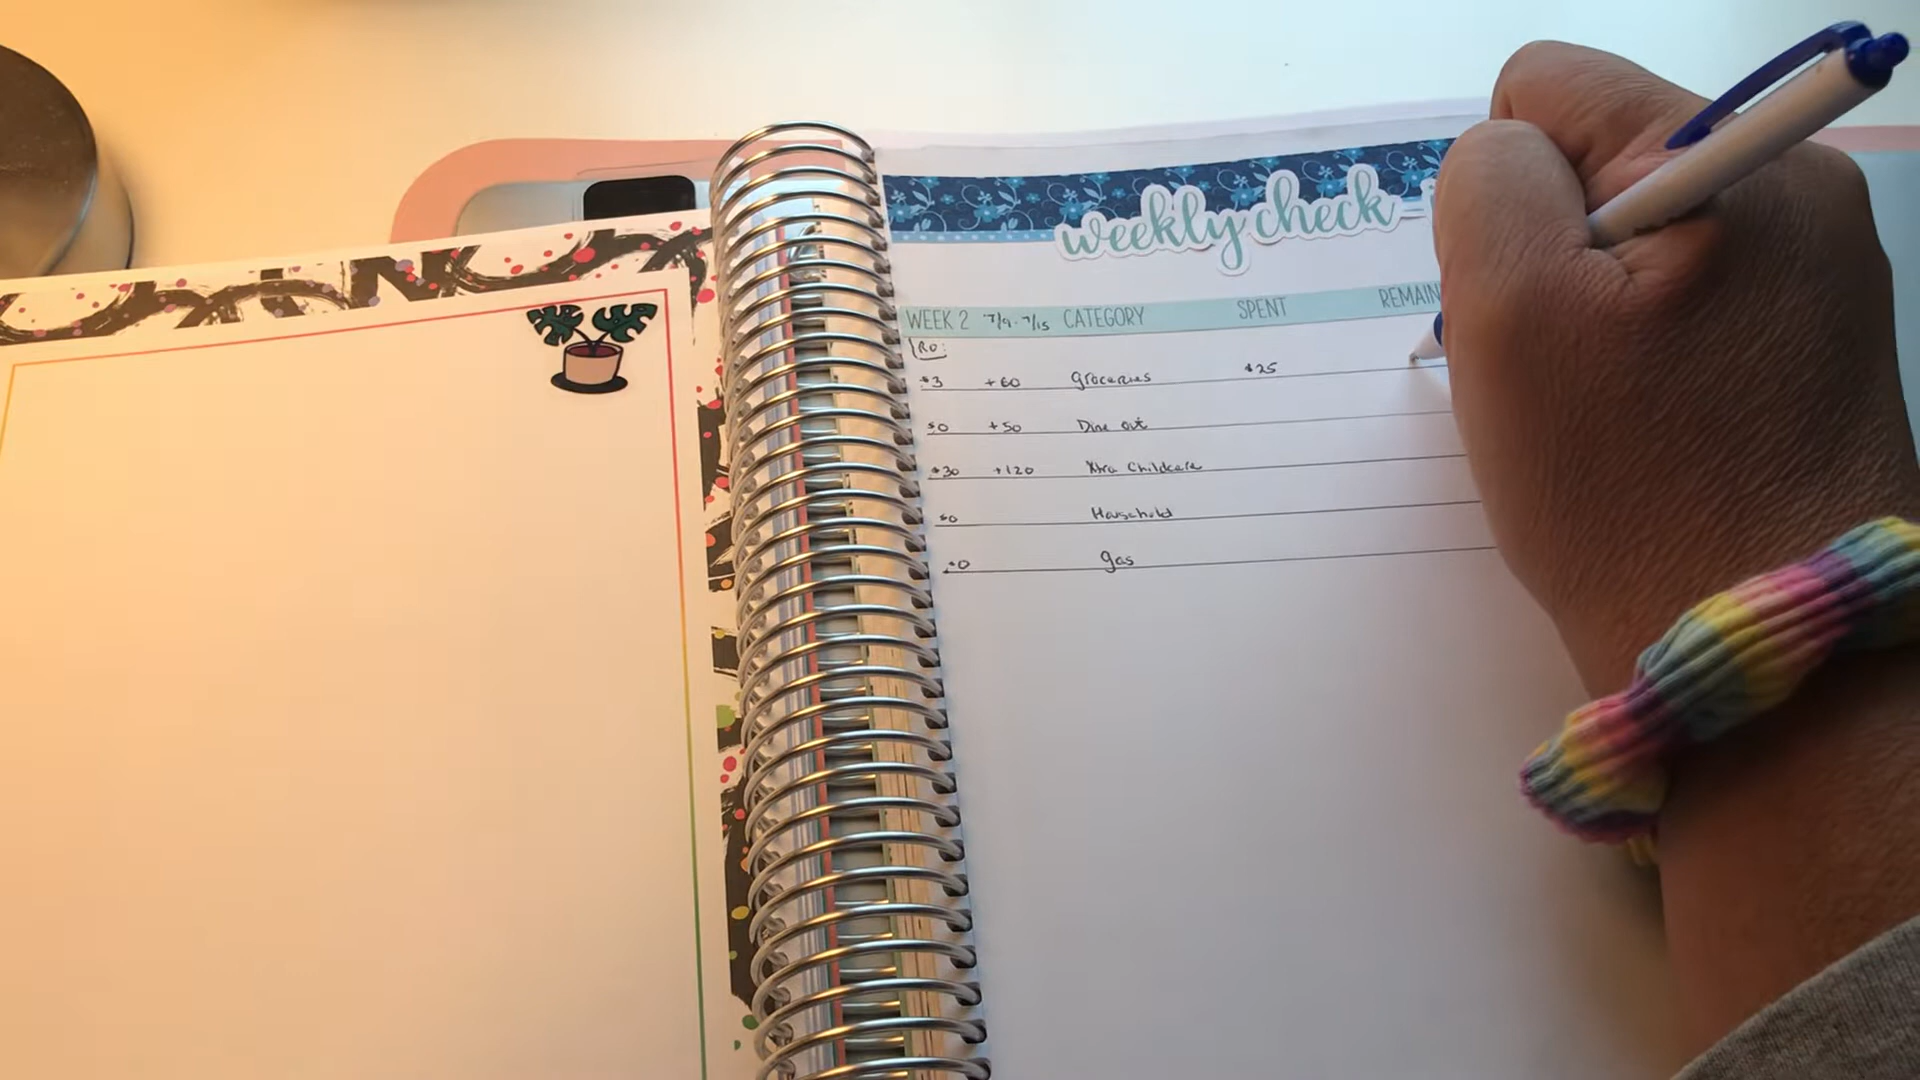 weekly check-
WEEK 2 7/9-7/15 CATEGORY SPENT REMAIN
RO:
$3 +60 Groceries $25
$0 +50 Dine out
$30 +120 Xtra Childcare
$0 Household
$0 gas